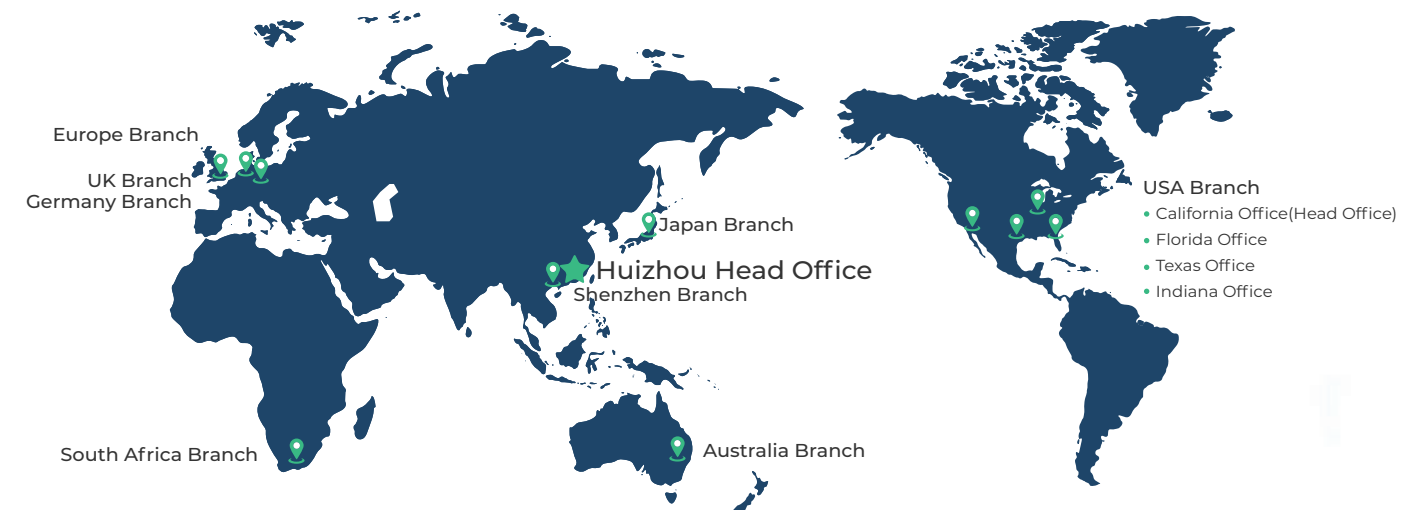 Europe Branch
UK Branch
Germany Branch
Japan Branch
Huizhou Head Office
Shenzhen Branch
South Africa Branch
Australia Branch
USA Branch
California Office(Head Office)
Florida Office
Texas Office
Indiana Office